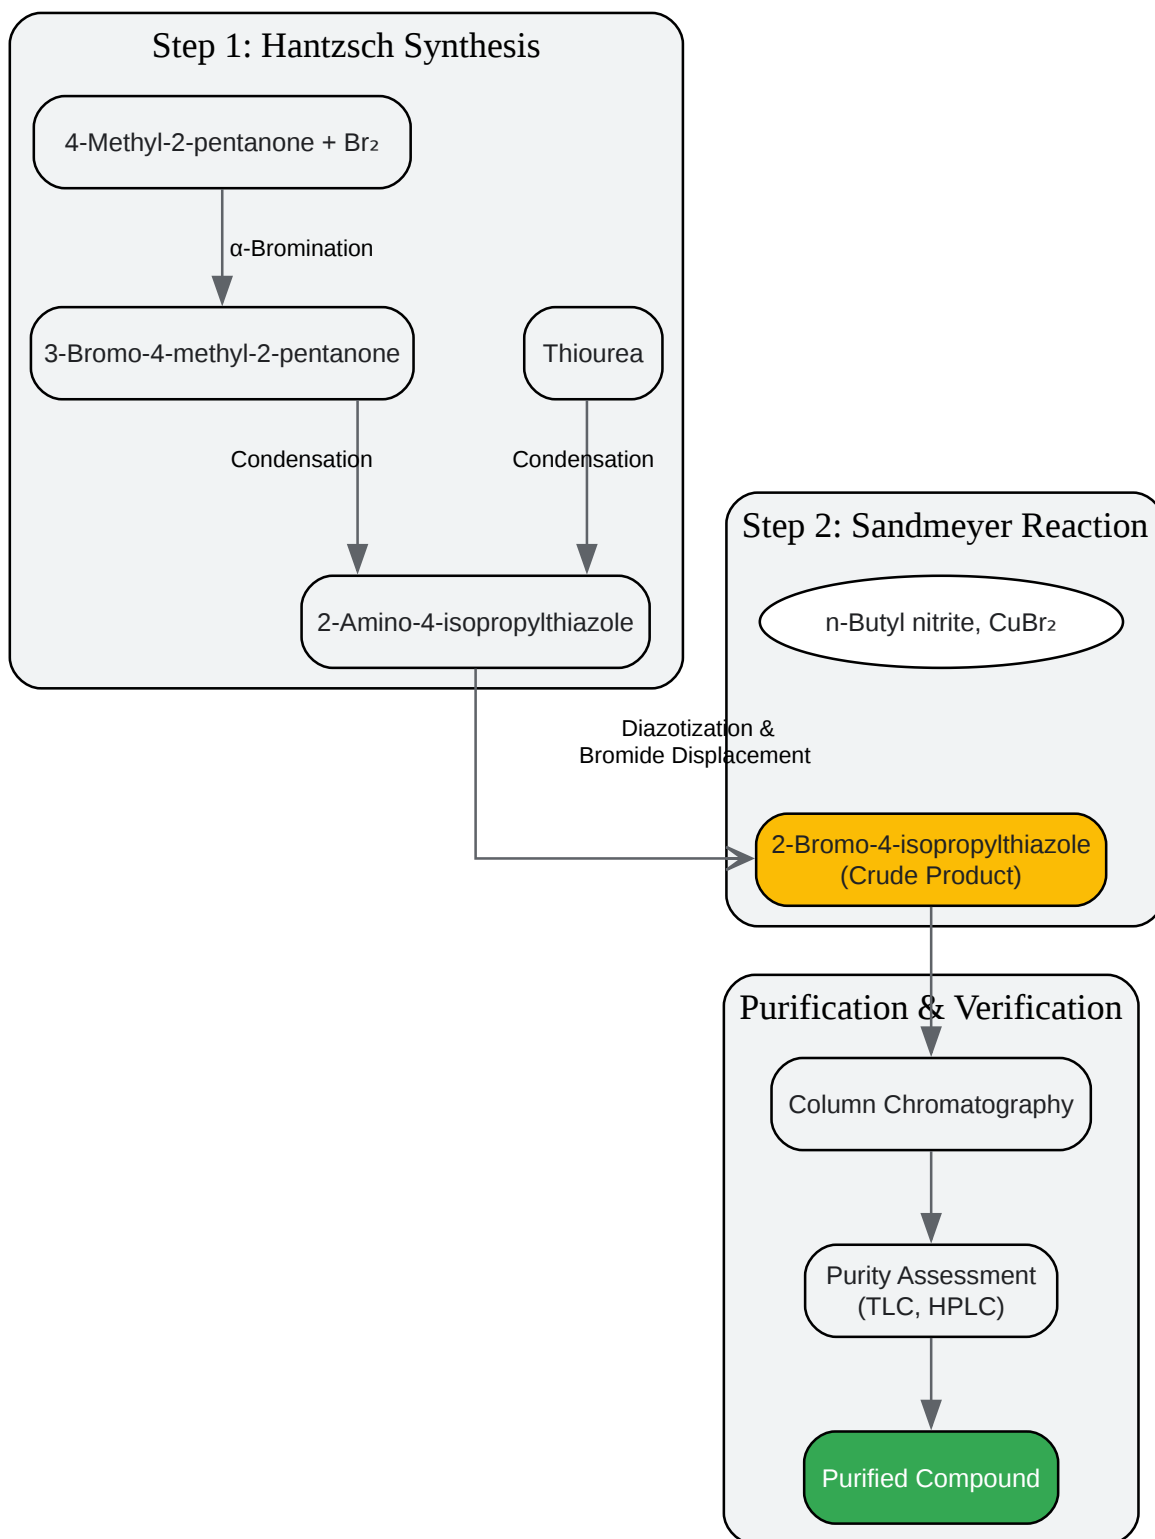 Step 1: Hantzsch Synthesis
4-Methyl-2-pentanone + Br₂
α-Bromination
3-Bromo-4-methyl-2-pentanone
Thiourea
Condensation
Condensation
2-Amino-4-isopropylthiazole
Step 2: Sandmeyer Reaction
n-Butyl nitrite, CuBr₂
Diazotization &
Bromide Displacement
2-Bromo-4-isopropylthiazole
(Crude Product)
Purification & Verification
Column Chromatography
Purity Assessment
(TLC, HPLC)
Purified Compound